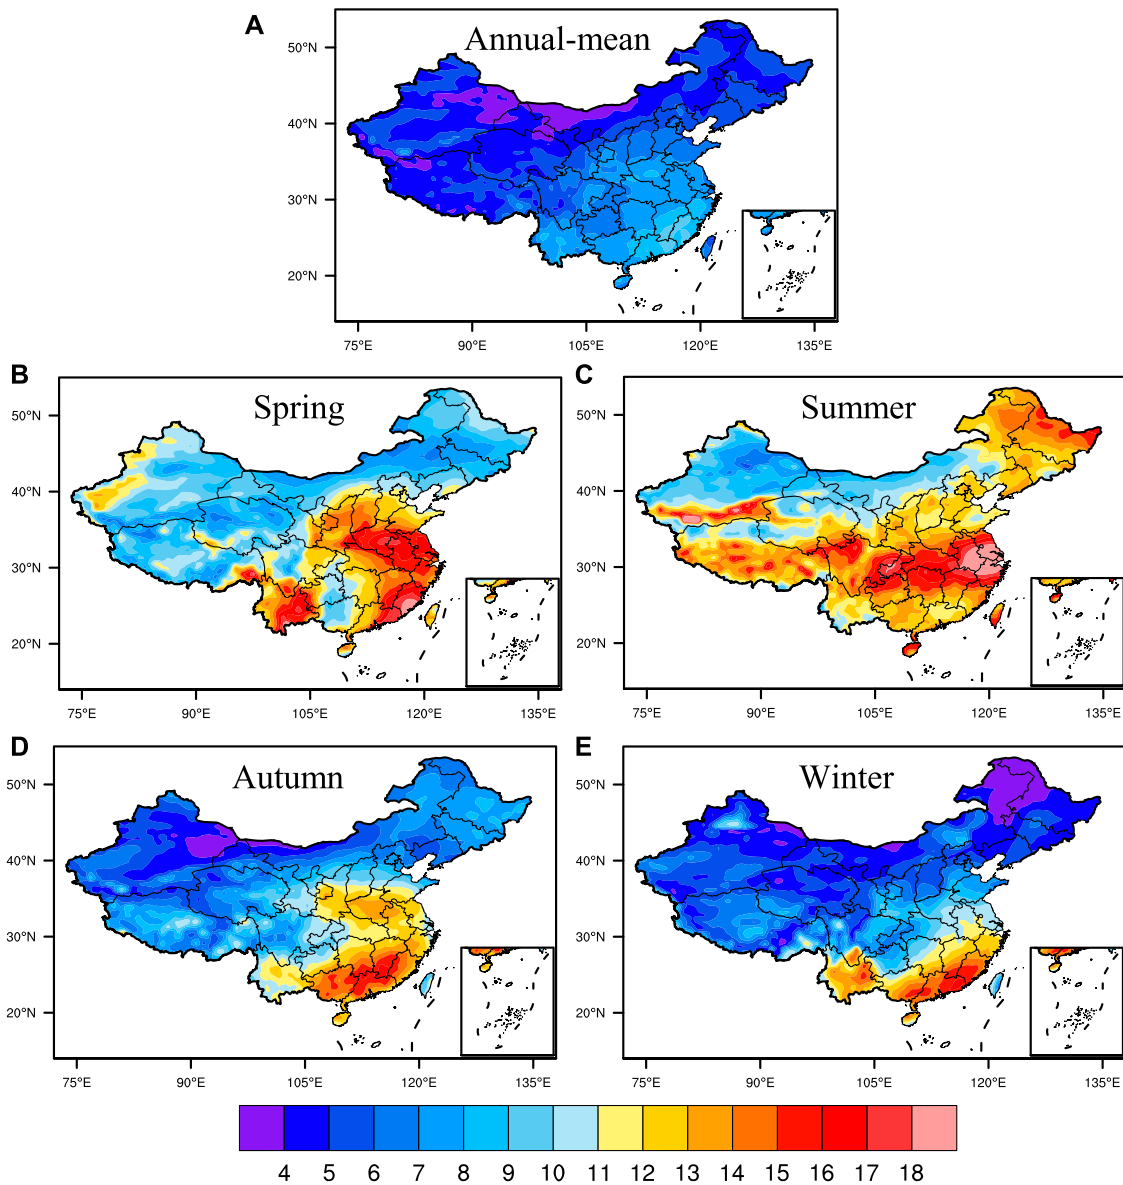 A
Annual-mean
50°N
40°N
30°N
20°N
75°E 90°E 105°E 120°E 135°E
B
Spring
50°N
40°N
30°N
20°N
75°E 90°E 105°E 120°E 135°E
C
Summer
50°N
40°N
30°N
20°N
75°E 90°E 105°E 120°E 135°E
D
Autumn
50°N
40°N
30°N
20°N
75°E 90°E 105°E 120°E 135°E
E
Winter
50°N
40°N
30°N
20°N
75°E 90°E 105°E 120°E 135°E
4 5 6 7 8 9 10 11 12 13 14 15 16 17 18